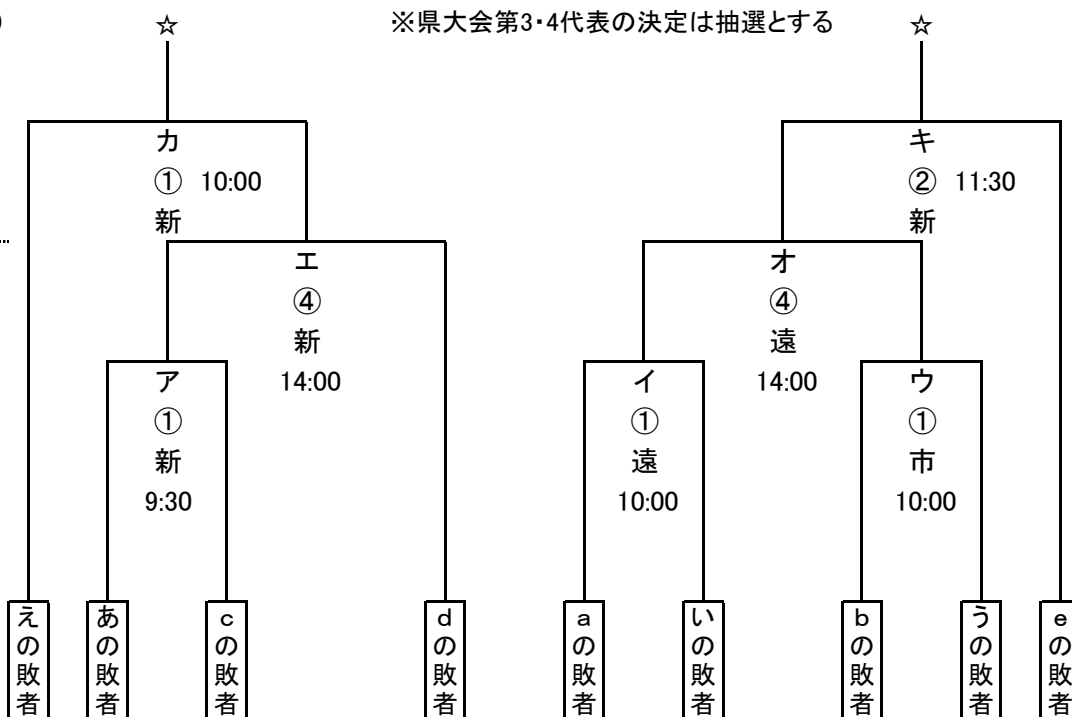 ☆
※県大会第3・4代表の決定は抽選とする
☆
カ
① 10:00
新
キ
② 11:30
新
エ
④
新
14:00
オ
④
遠
14:00
ア
①
新
9:30
イ
①
遠
10:00
ウ
①
市
10:00
えの敗者
あの敗者
cの敗者
dの敗者
aの敗者
いの敗者
bの敗者
うの敗者
eの敗者